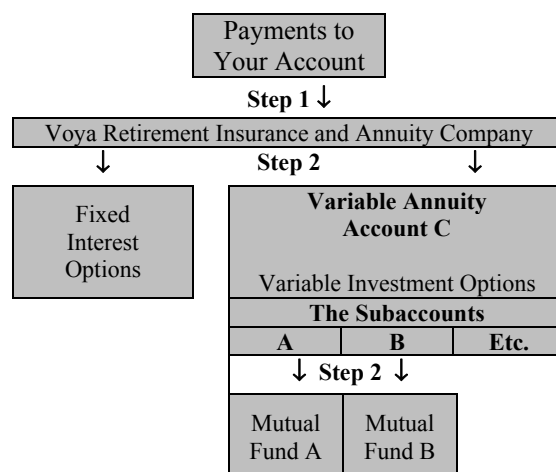 Payments to
Your Account
Step 1 ↓
Voya Retirement Insurance and Annuity Company
↓ Step 2 ↓
Fixed
Interest
Options
Variable Annuity
Account C
Variable Investment Options
The Subaccounts
A B Etc.
↓ Step 2 ↓
Mutual
Fund A
Mutual
Fund B